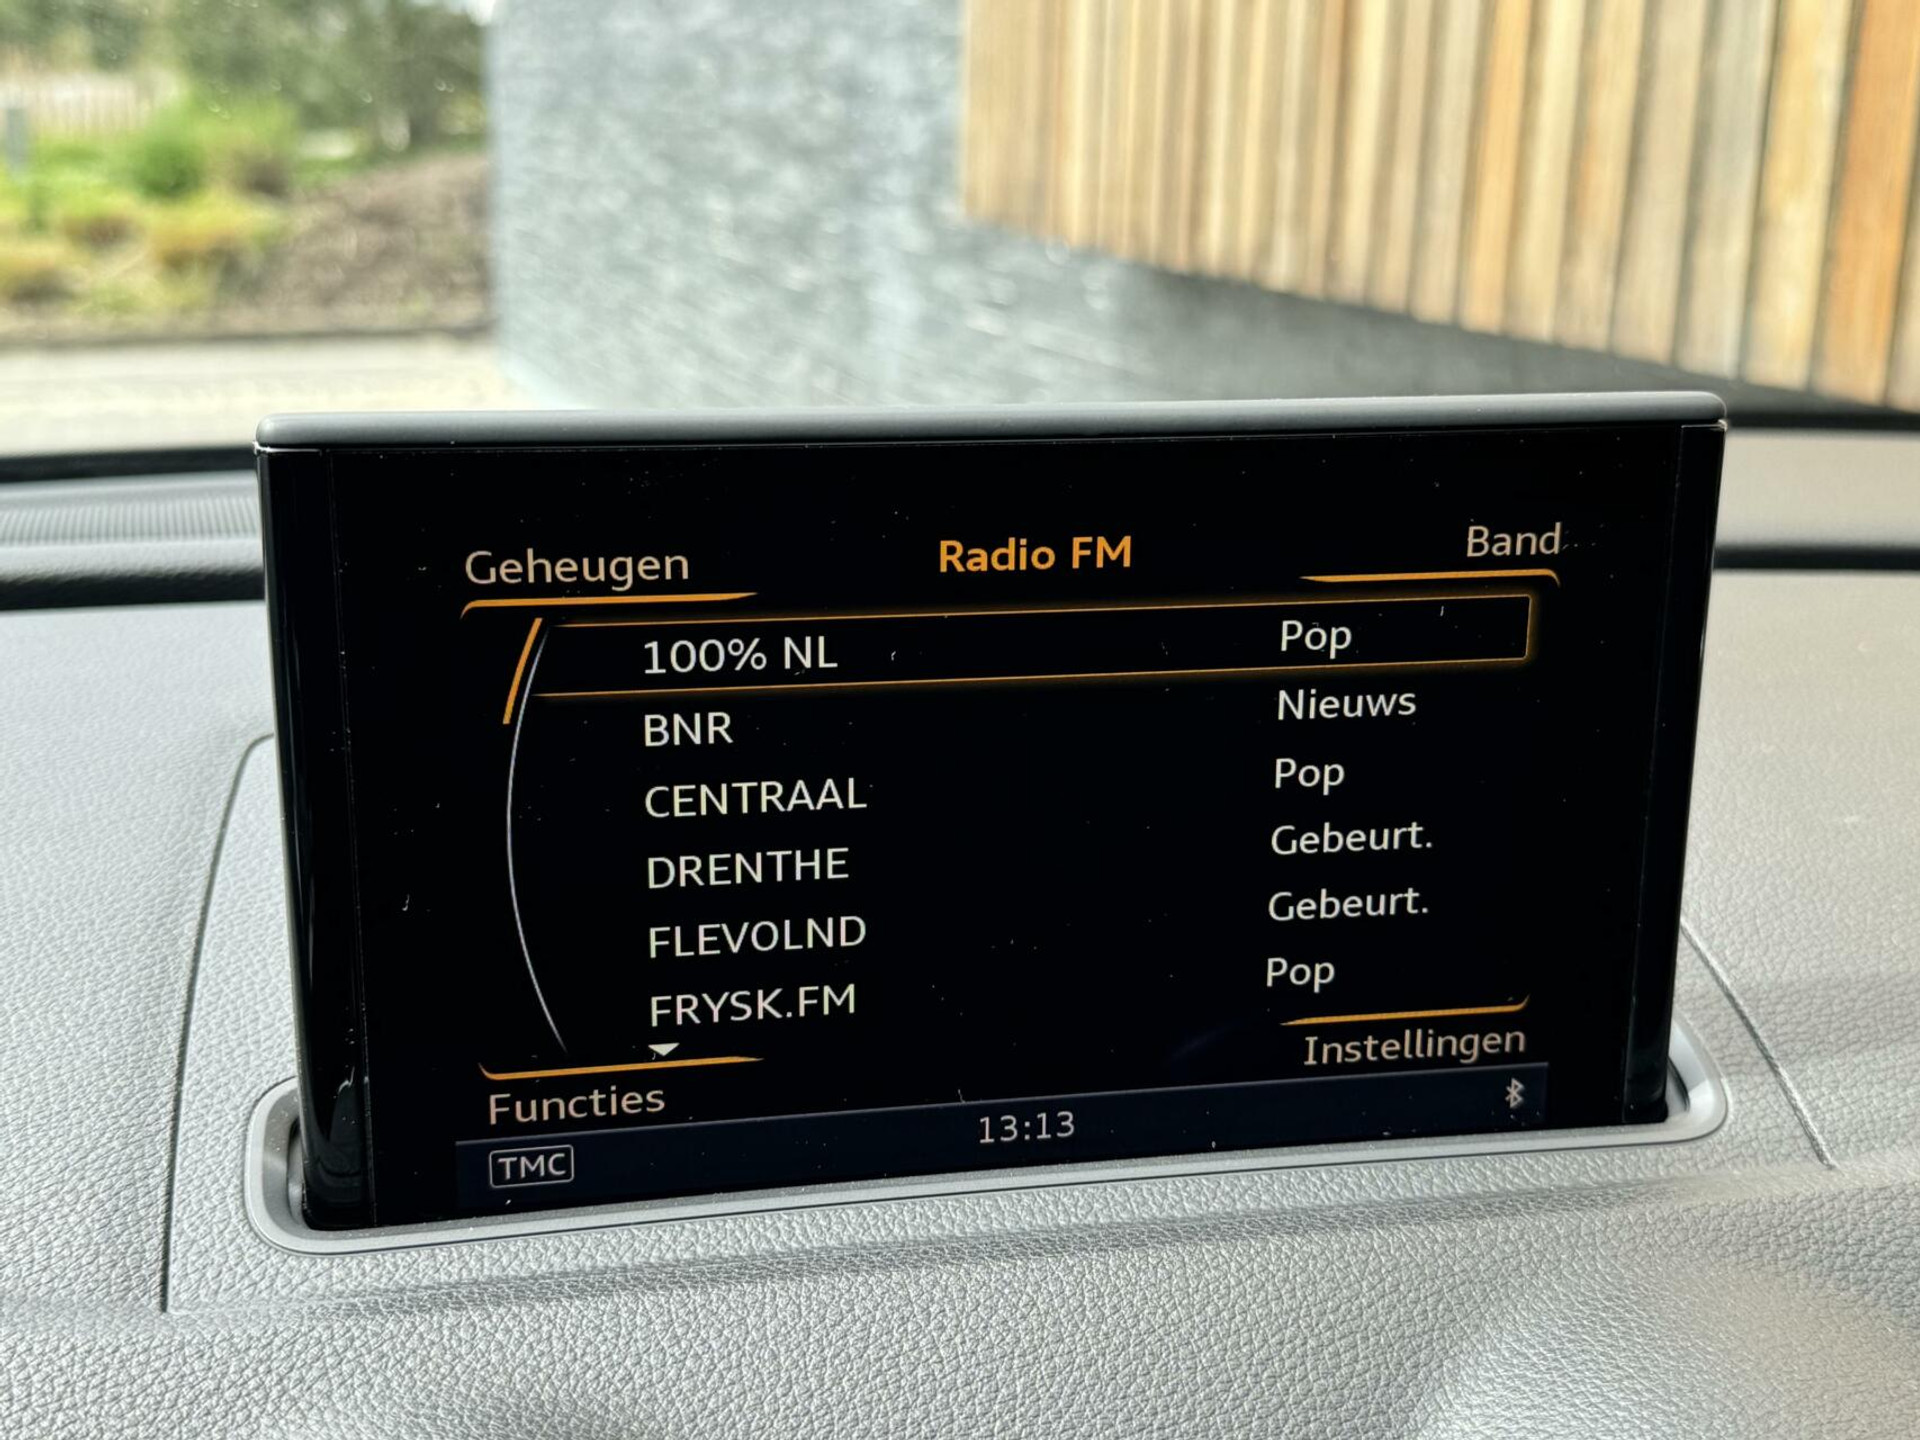 Geheugen Radio FM Band
100% NL Pop
BNR Nieuws
CENTRAAL Pop
DRENTHE Gebeurt.
FLEVOLND Gebeurt.
FRYSK.FM Pop
Functies Instellingen
TMC 13:13